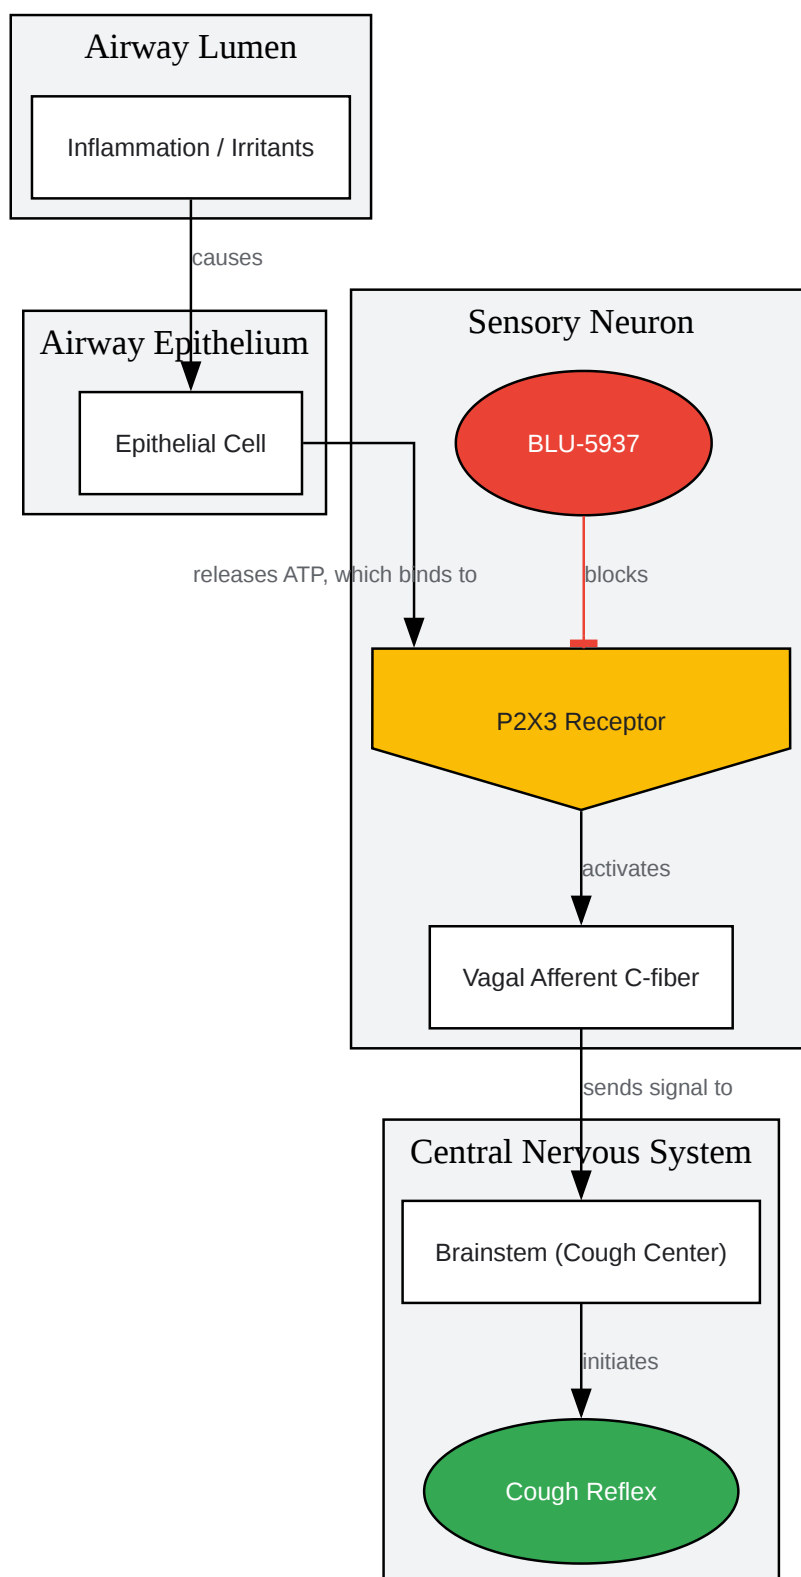 Airway Lumen
Inflammation / Irritants
causes
Airway Epithelium
Epithelial Cell
Sensory Neuron
BLU-5937
releases ATP, which binds to
blocks
P2X3 Receptor
activates
Vagal Afferent C-fiber
sends signal to
Central Nervous System
Brainstem (Cough Center)
initiates
Cough Reflex